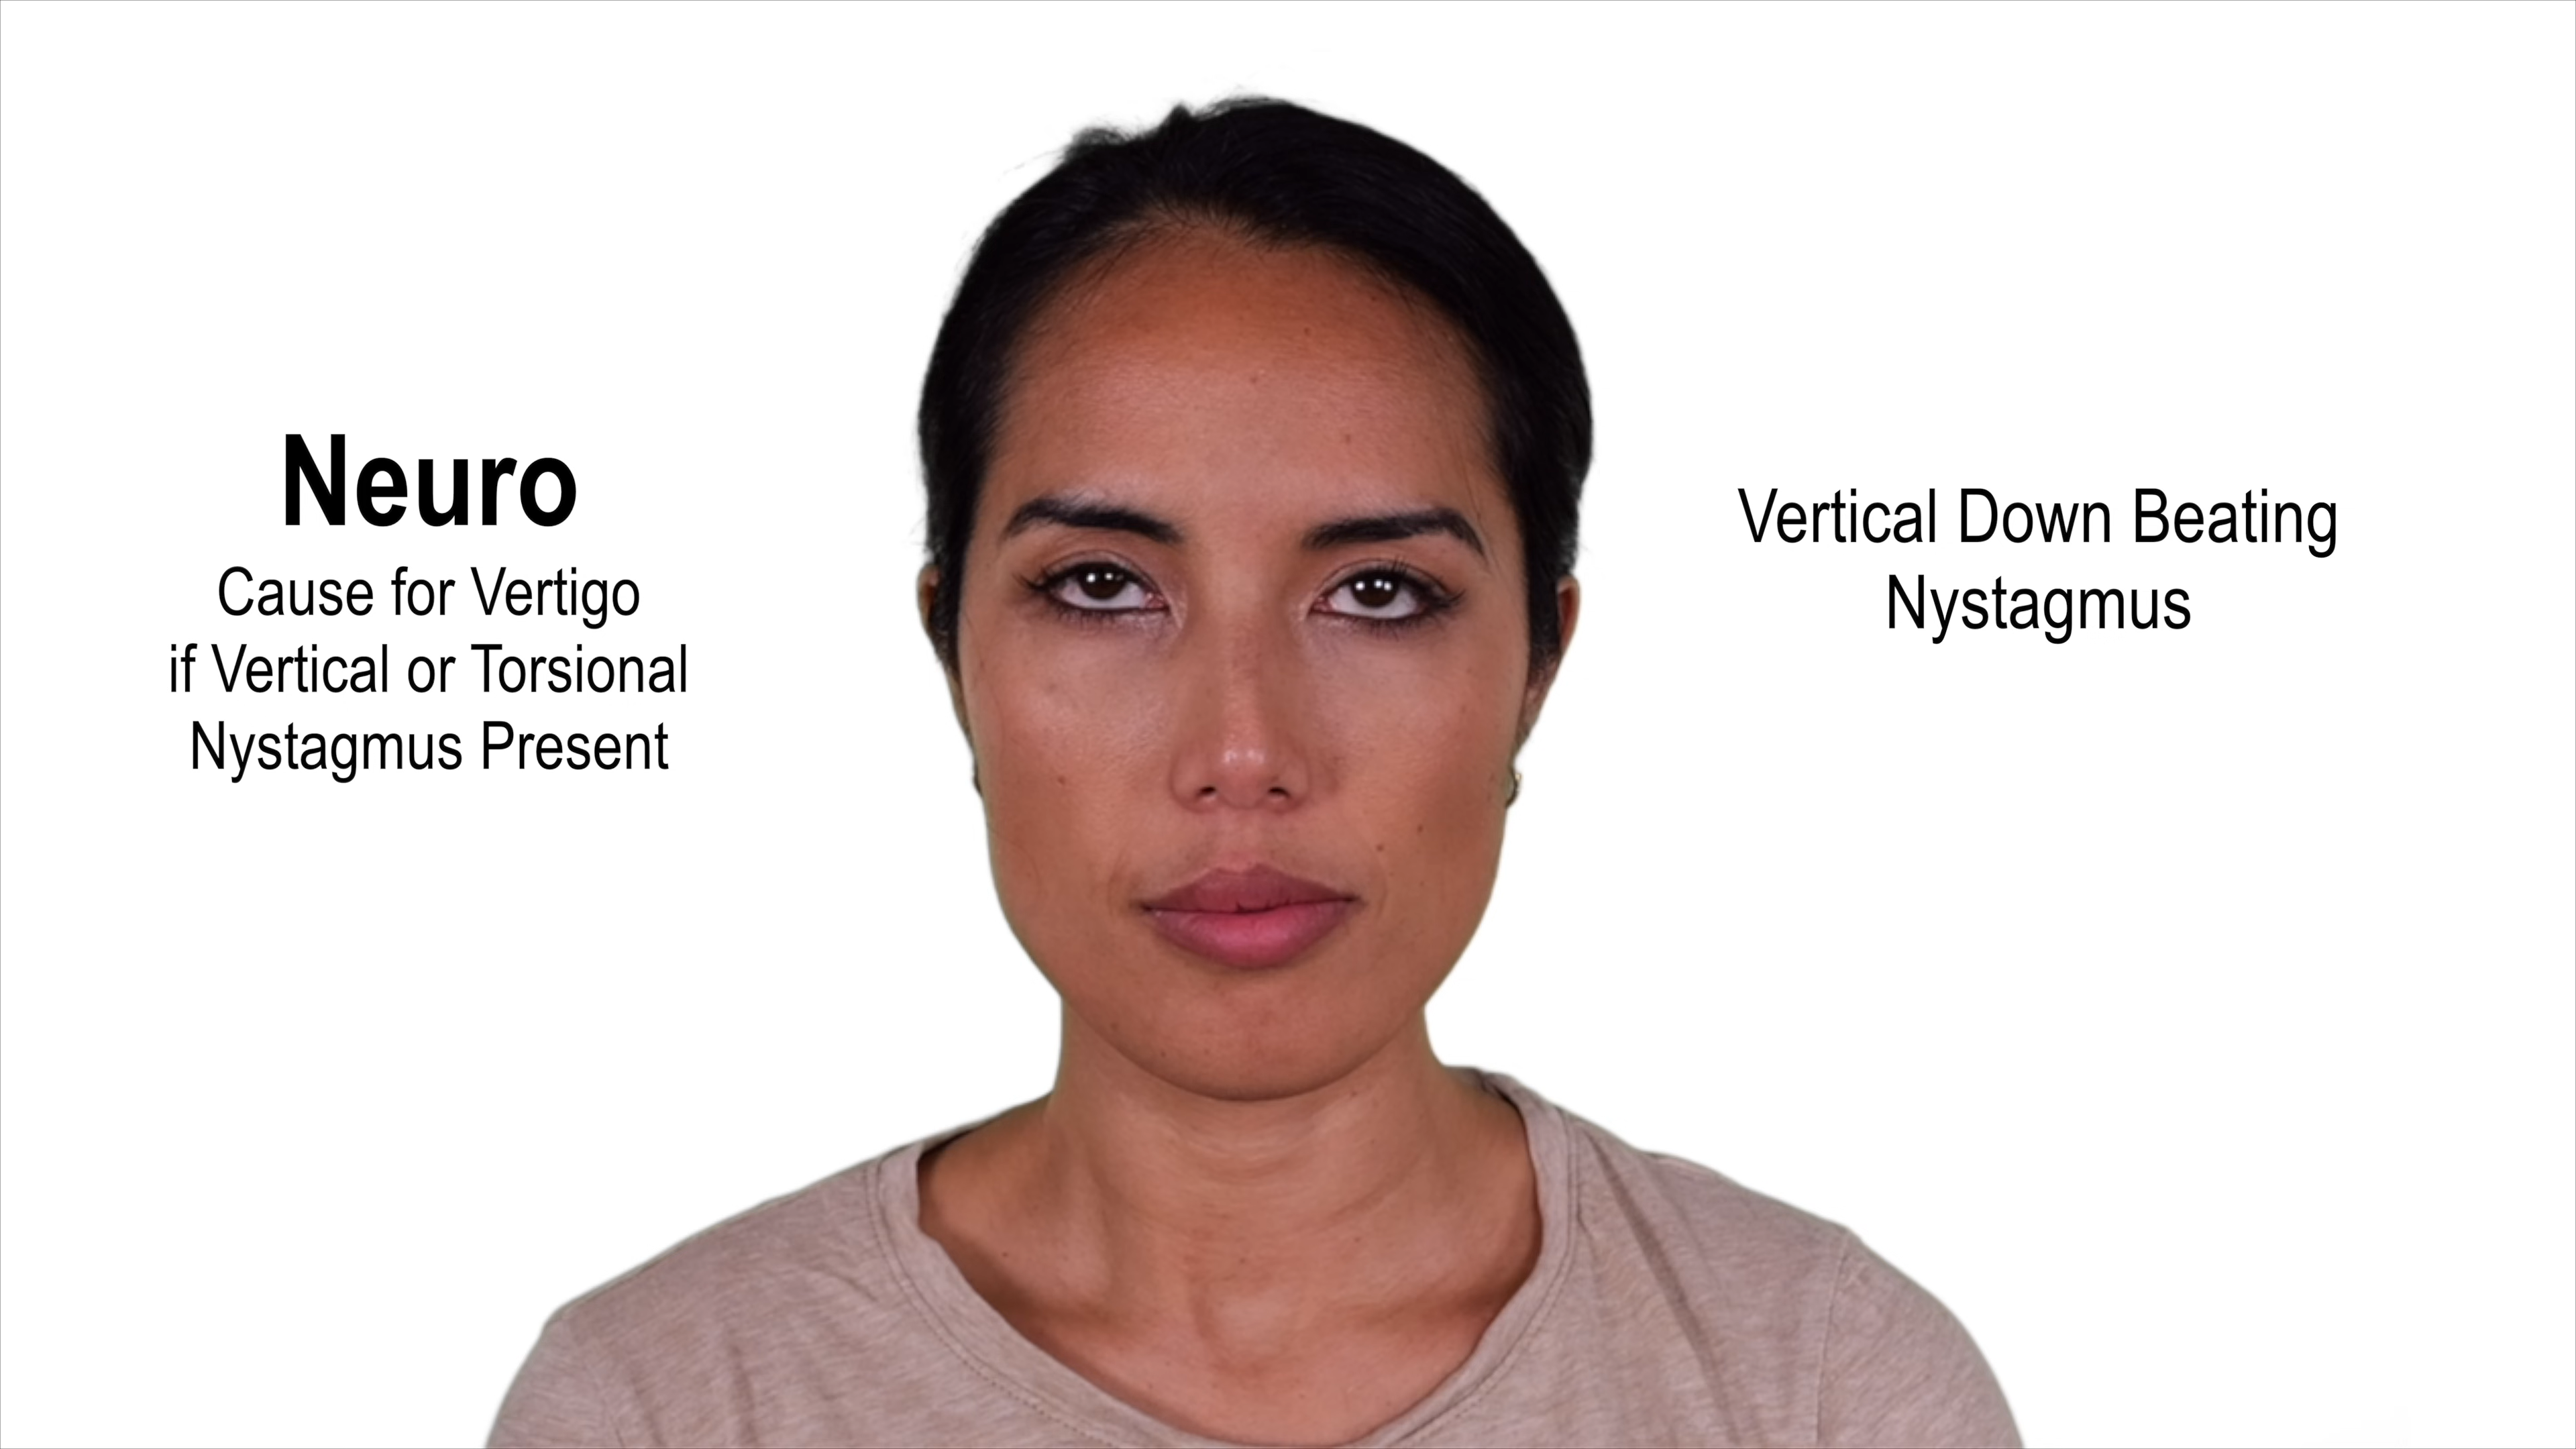 Neuro
Cause for Vertigo
if Vertical or Torsional
Nystagmus Present
Vertical Down Beating
Nystagmus